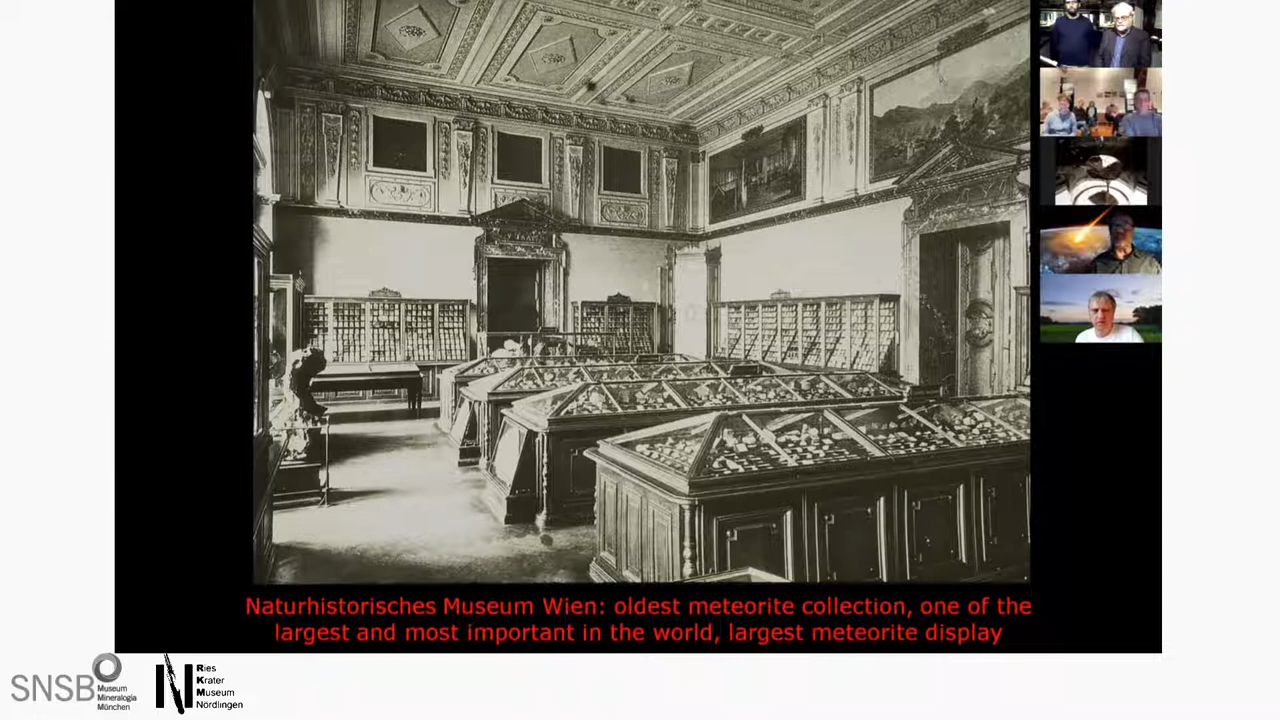 Naturhistorisches Museum Wien: oldest meteorite collection, one of the
largest and most important in the world, largest meteorite display
SNSB
Museum
Mineralogia
München
Ries
Krater
Museum
Nördlingen